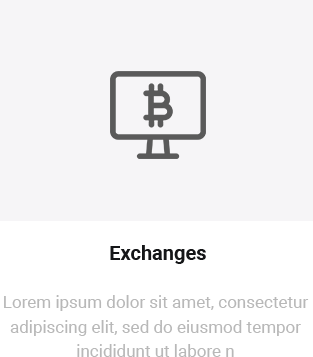 Exchanges
Lorem ipsum dolor sit amet, consectetur
adipiscing elit, sed do eiusmod tempor
incididunt ut labore n